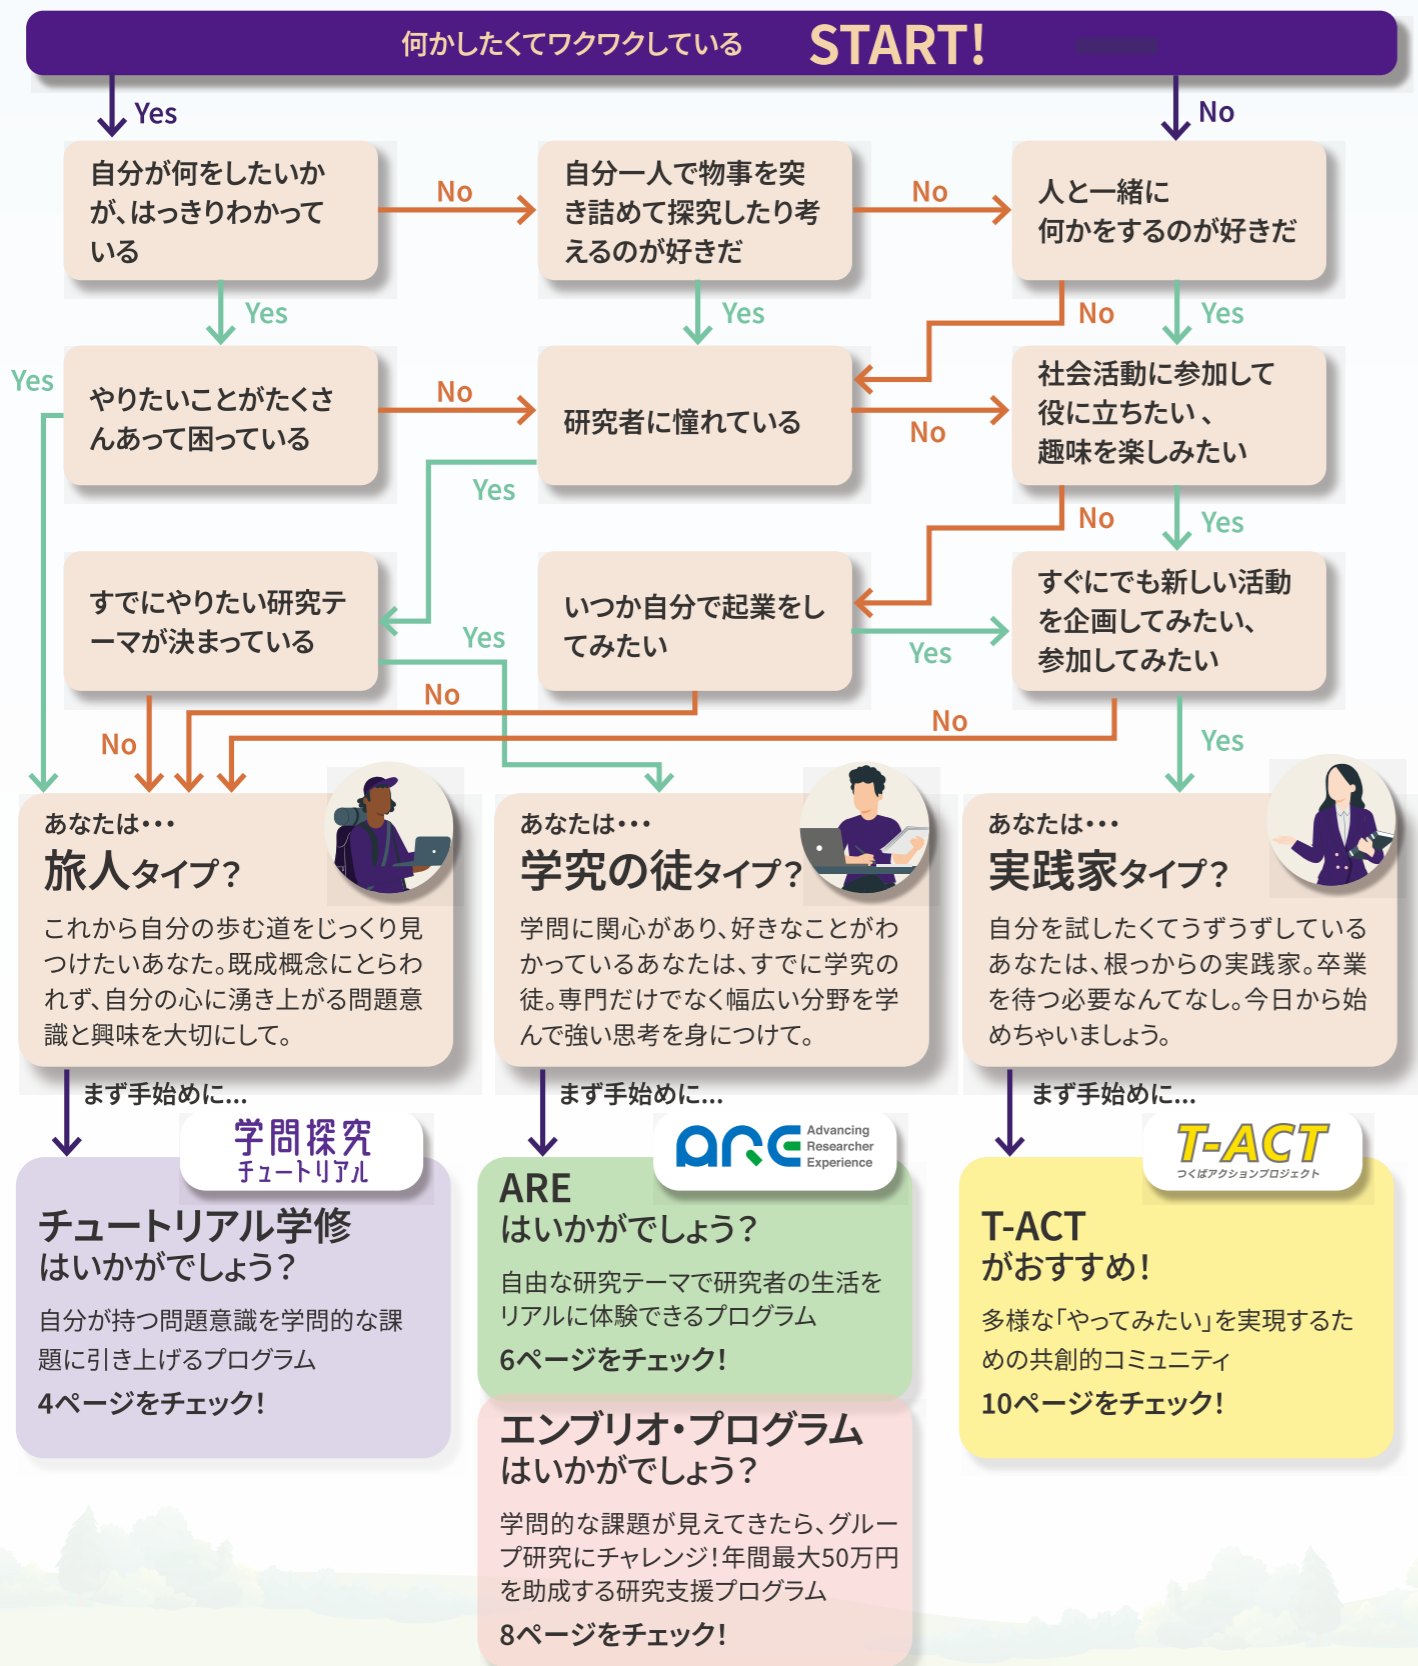 何かしたくてワクワクしている START!
Yes
No
自分が何をしたいか
が、はっきりわかって
いる
No
自分一人で物事を突
き詰めて探究したり考
えるのが好きだ
No
人と一緒に
何かをするのが好きだ
Yes
Yes
No
Yes
Yes
やりたいことがたくさ
んあって困っている
No
研究者に憧れている
No
社会活動に参加して
役に立ちたい、
趣味を楽しみたい
Yes
No
Yes
すでにやりたい研究テ
ーマが決まっている
Yes
いつか自分で起業をし
てみたい
Yes
すぐにでも新しい活動
を企画してみたい、
参加してみたい
No
No
No
Yes
あなたは・・・
旅人タイプ？
これから自分の歩む道をじっくり見
つけたいあなた。既成概念にとらわ
れず、自分の心に湧き上がる問題意
識と興味を大切にして。
あなたは・・・
学究の徒タイプ？
学問に関心があり、好きなことがわ
かっているあなたは、すでに学究の
徒。専門だけでなく幅広い分野を学
んで強い思考を身につけて。
あなたは・・・
実践家タイプ？
自分を試したくてうずうずしている
あなたは、根っからの実践家。卒業
を待つ必要なんてなし。今日から始
めちゃいましょう。
まず手始めに...
まず手始めに...
まず手始めに...
学問探究
チュートリアル
チュートリアル学修
はいかがでしょう？
自分が持つ問題意識を学問的な課
題に引き上げるプログラム
4ページをチェック！
ARE
Advancing
Researcher
Experience
ARE
はいかがでしょう？
自由な研究テーマで研究者の生活を
リアルに体験できるプログラム
6ページをチェック！
エンブリオ・プログラム
はいかがでしょう？
学問的な課題が見えてきたら、グルー
プ研究にチャレンジ！年間最大50万円
を助成する研究支援プログラム
8ページをチェック！
T-ACT
つくばアクションプロジェクト
T-ACT
がおすすめ！
多様な「やってみたい」を実現するた
めの共創的コミュニティ
10ページをチェック！